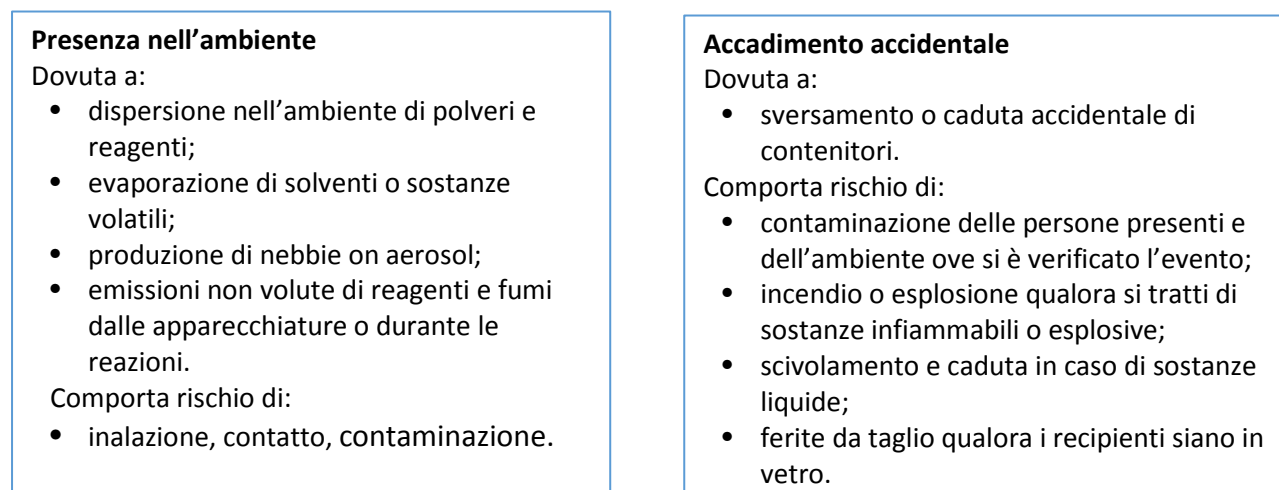 Presenza nell’ambiente
Dovuta a:
• dispersione nell’ambiente di polveri e
reagenti;
• evaporazione di solventi o sostanze
volatili;
• produzione di nebbie on aerosol;
• emissioni non volute di reagenti e fumi
dalle apparecchiature o durante le
reazioni.
Comporta rischio di:
• inalazione, contatto, contaminazione.
Accadimento accidentale
Dovuta a:
• sversamento o caduta accidentale di
contenitori.
Comporta rischio di:
• contaminazione delle persone presenti e
dell’ambiente ove si è verificato l’evento;
• incendio o esplosione qualora si tratti di
sostanze infiammabili o esplosive;
• scivolamento e caduta in caso di sostanze
liquide;
• ferite da taglio qualora i recipienti siano in
vetro.